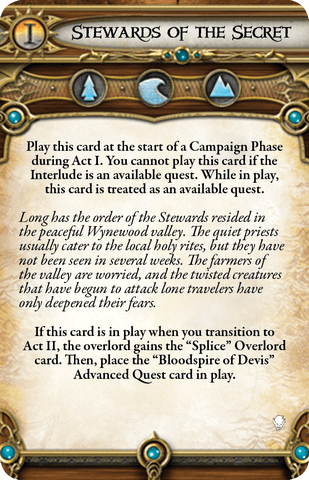 I
Stewards of the Secret
Play this card at the start of a Campaign Phase
during Act I. You cannot play this card if the
Interlude is an available quest. While in play,
this card is treated as an available quest.
Long has the order of the Stewards resided in
the peaceful Wynewood valley. The quiet priests
usually cater to the local holy rites, but they have
not been seen in several weeks. The farmers of
the valley are worried, and the twisted creatures
that have begun to attack lone travelers have
only deepened their fears.
If this card is in play when you transition to
Act II, the overlord gains the “Splice” Overlord
card. Then, place the “Bloodspire of Devis”
Advanced Quest card in play.